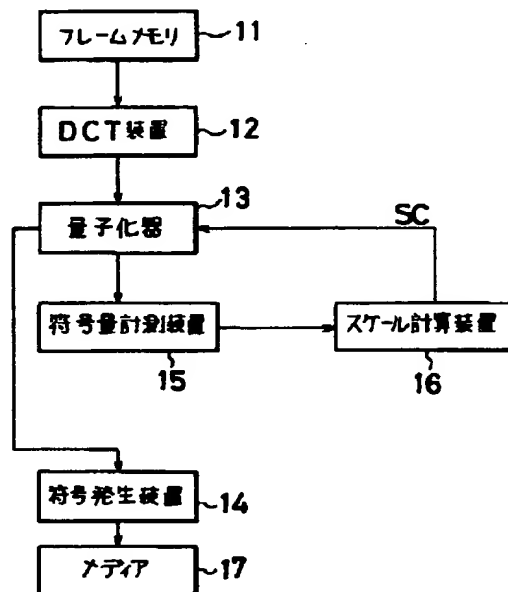 フレームメモリ
11
DCT装置
12
量子化器
13
SC
符号量計測装置
15
スケール計算装置
16
符号発生装置
14
メディア
17